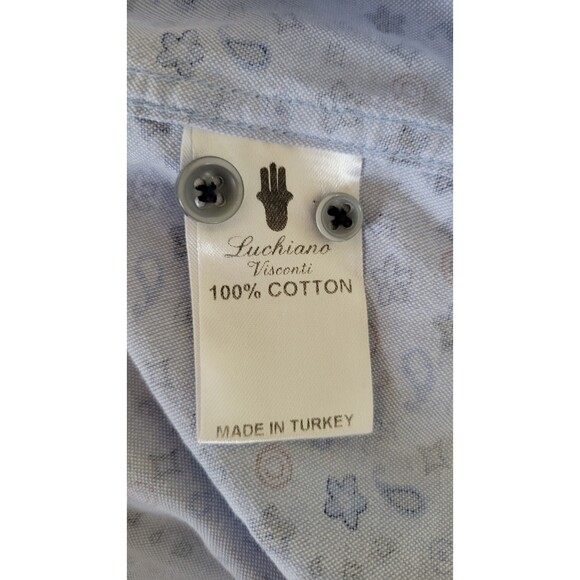 Luchiano
Visconti
100% COTTON
MADE IN TURKEY